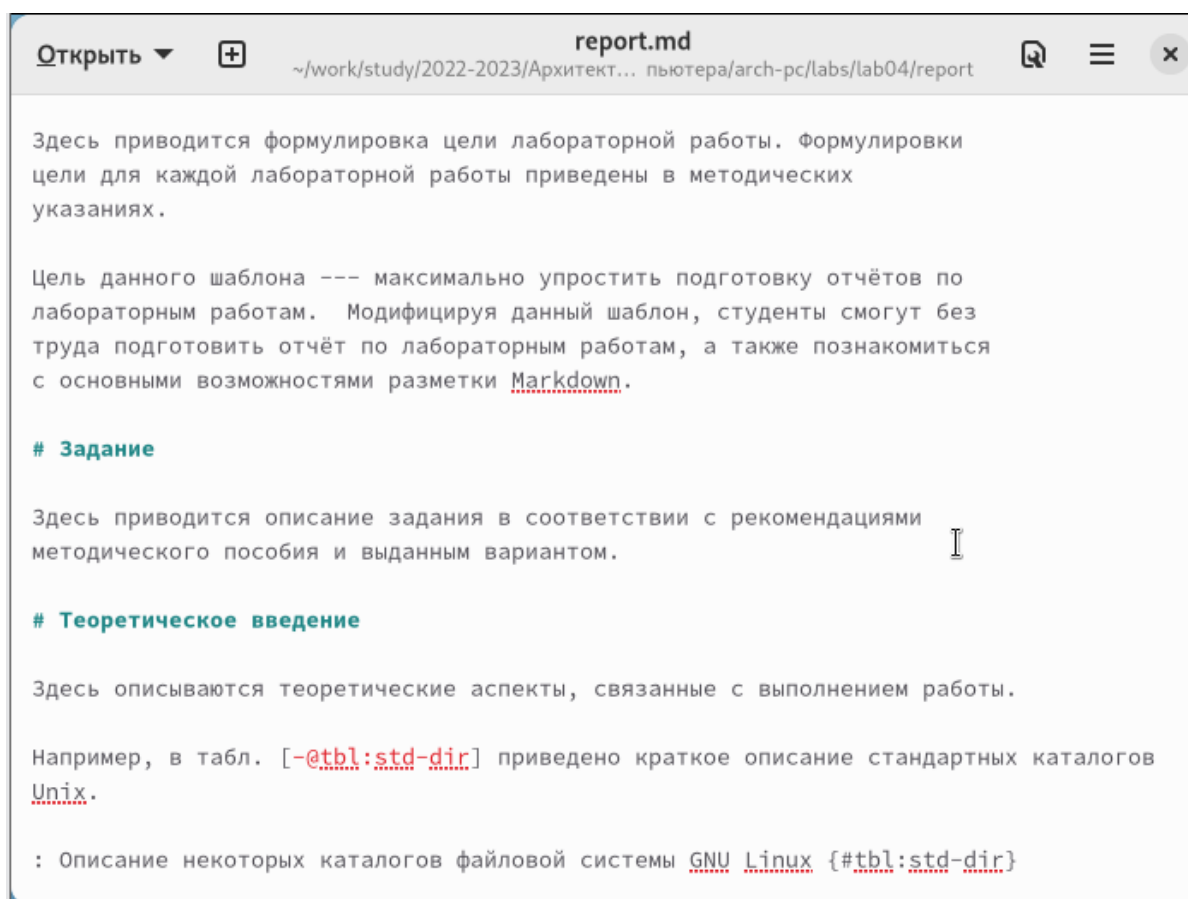 Открыть
report.md
~/work/study/2022-2023/Архитект... пьютера/arch-pc/labs/lab04/report
Здесь приводится формулировка цели лабораторной работы. Формулировки
цели для каждой лабораторной работы приведены в методических
указаниях.
Цель данного шаблона --- максимально упростить подготовку отчётов по
лабораторным работам.  Модифицируя данный шаблон, студенты смогут без
труда подготовить отчёт по лабораторным работам, а также познакомиться
с основными возможностями разметки Markdown.
# Задание
Здесь приводится описание задания в соответствии с рекомендациями
методического пособия и выданным вариантом.
# Теоретическое введение
Здесь описываются теоретические аспекты, связанные с выполнением работы.
Например, в табл. [-@tbl:std-dir] приведено краткое описание стандартных каталогов
Unix.
: Описание некоторых каталогов файловой системы GNU Linux {#tbl:std-dir}